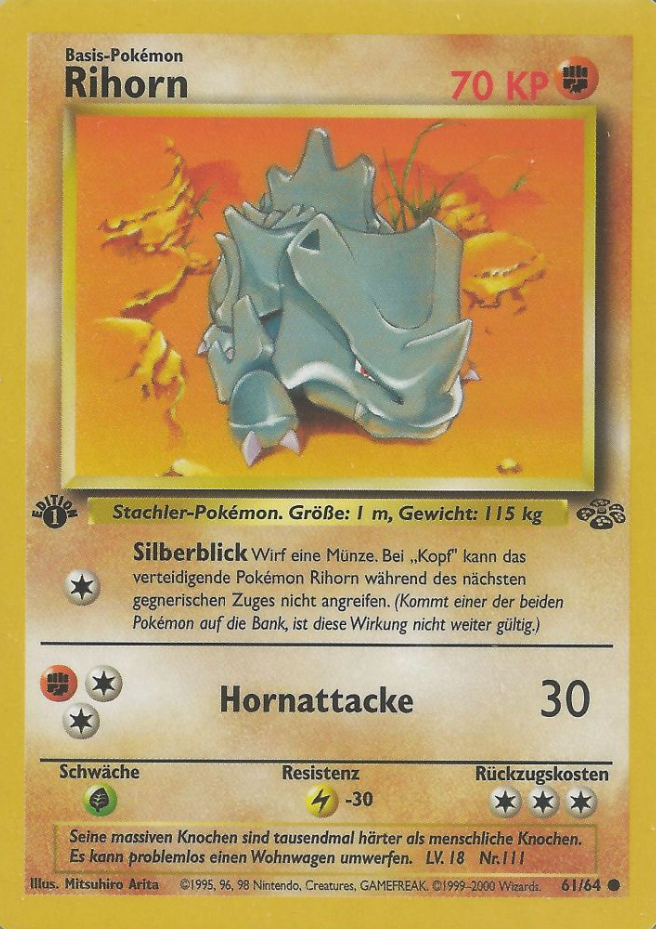 Basis-Pokémon
Rihorn
70 KP
EDITION
1
Stachler-Pokémon. Größe: 1 m, Gewicht: 115 kg
Silberblick Wirf eine Münze. Bei „Kopf" kann das
verteidigende Pokémon Rihorn während des nächsten
gegnerischen Zuges nicht angreifen. (Kommt einer der beiden
Pokémon auf die Bank, ist diese Wirkung nicht weiter gültig.)
Hornattacke 30
Schwäche Resistenz Rückzugskosten
-30
Seine massiven Knochen sind tausendmal härter als menschliche Knochen.
Es kann problemlos einen Wohnwagen umwerfen. LV. 18 Nr.111
Illus. Mitsuhiro Arita ©1995, 96, 98 Nintendo, Creatures, GAMEFREAK. ©1999-2000 Wizards. 61/64